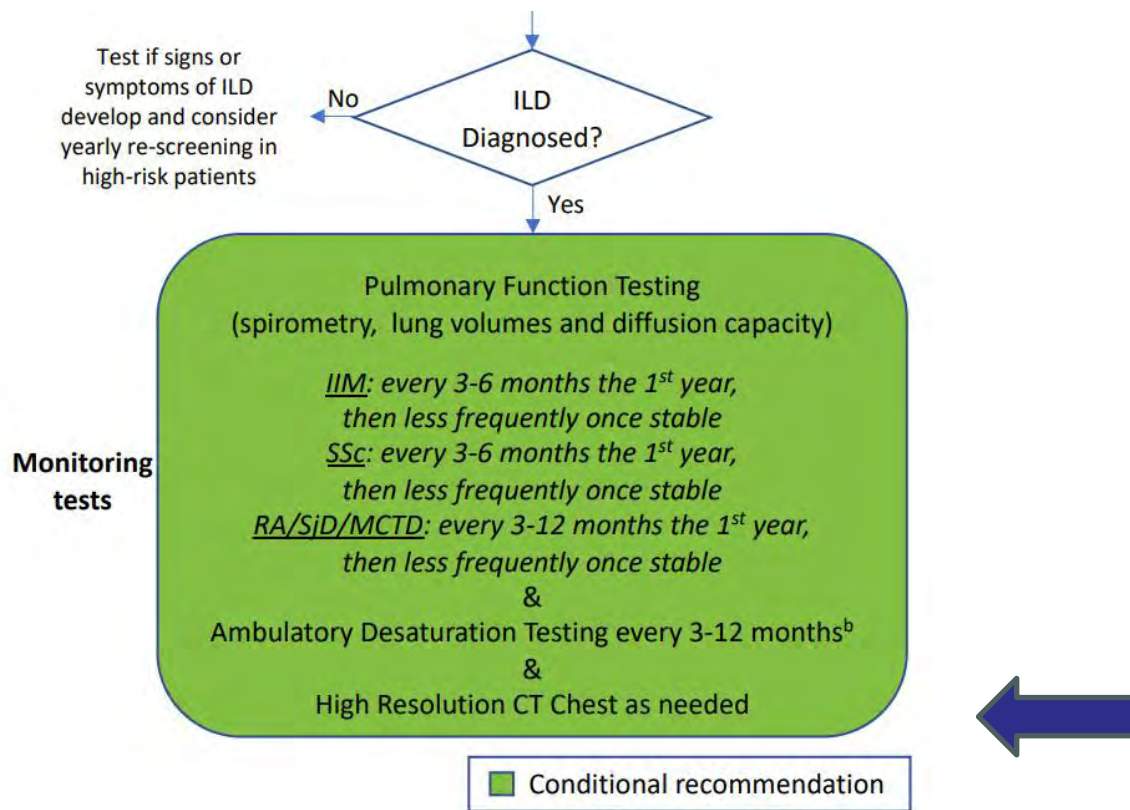 Test if signs or
symptoms of ILD
develop and consider
yearly re-screening in
high-risk patients
No
ILD
Diagnosed?
Yes
Pulmonary Function Testing
(spirometry, lung volumes and diffusion capacity)
IIM: every 3-6 months the 1st year,
then less frequently once stable
SSc: every 3-6 months the 1st year,
then less frequently once stable
RA/SjD/MCTD: every 3-12 months the 1st year,
then less frequently once stable
&
Ambulatory Desaturation Testing every 3-12 monthsb
&
High Resolution CT Chest as needed
Monitoring
tests
Conditional recommendation